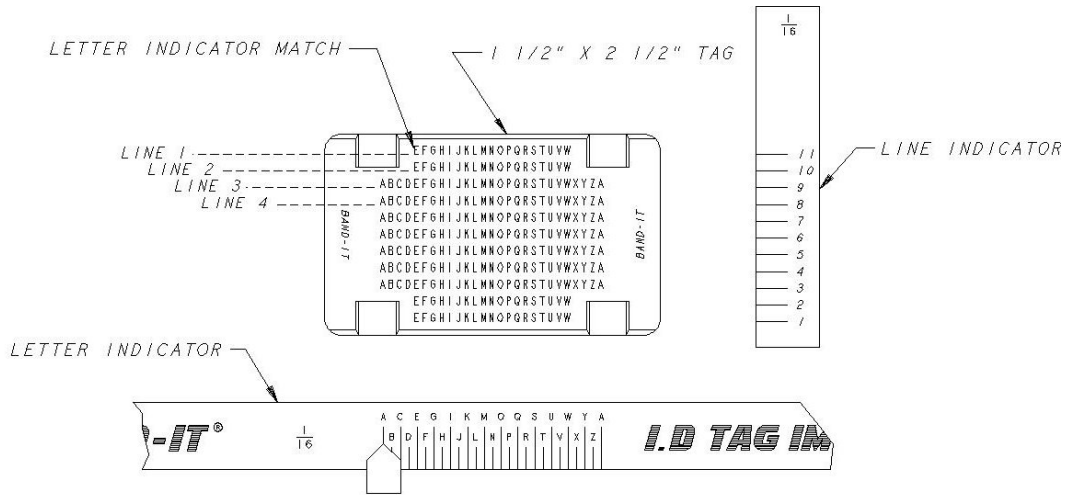 LETTER INDICATOR MATCH
1 1/2" X 2 1/2" TAG
LINE 1
LINE 2
LINE 3
LINE 4
EFGHIJKLMNOPQRSTUVW
EFGHIJKLMNOPQRSTUVW
ABCDEFGHIJKLMNOPQRSTUVWXYZA
ABCDEFGHIJKLMNOPQRSTUVWXYZA
ABCDEFGHIJKLMNOPQRSTUVWXYZA
ABCDEFGHIJKLMNOPQRSTUVWXYZA
ABCDEFGHIJKLMNOPQRSTUVWXYZA
ABCDEFGHIJKLMNOPQRSTUVWXYZA
ABCDEFGHIJKLMNOPQRSTUVWXYZA
EFGHIJKLMNOPQRSTUVW
EFGHIJKLMNOPQRSTUVW
BAND-IT
BAND-IT
1/16
11
10
9
8
7
6
5
4
3
2
1
LINE INDICATOR
LETTER INDICATOR
-IT®
1/16
A C E G I K M O Q S U W Y A
B D F H J L N P R T V X Z
I.D TAG IM